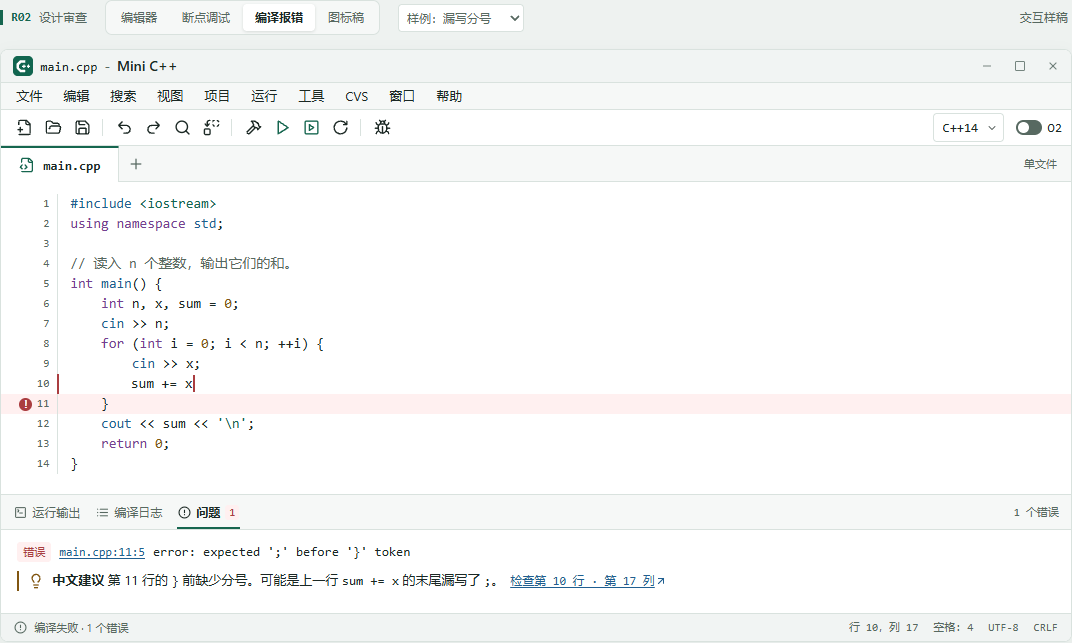 R02 设计审查 编辑器 断点调试 编译报错 图标稿 样例: 漏写分号 交互样稿
main.cpp - Mini C++
文件 编辑 搜索 视图 项目 运行 工具 CVS 窗口 帮助
C++14 O2
main.cpp 单文件
1 #include <iostream>
2 using namespace std;
3
4 // 读入 n 个整数，输出它们的和。
5 int main() {
6     int n, x, sum = 0;
7     cin >> n;
8     for (int i = 0; i < n; ++i) {
9         cin >> x;
10         sum += x
11     }
12     cout << sum << '\n';
13     return 0;
14 }
运行输出 编译日志 问题 1 1 个错误
错误 main.cpp:11:5 error: expected ';' before '}' token
中文建议 第 11 行的 } 前缺少分号。可能是上一行 sum += x 的末尾漏写了 ;。 检查第 10 行 · 第 17 列
编译失败 · 1 个错误 行 10, 列 17 空格: 4 UTF-8 CRLF